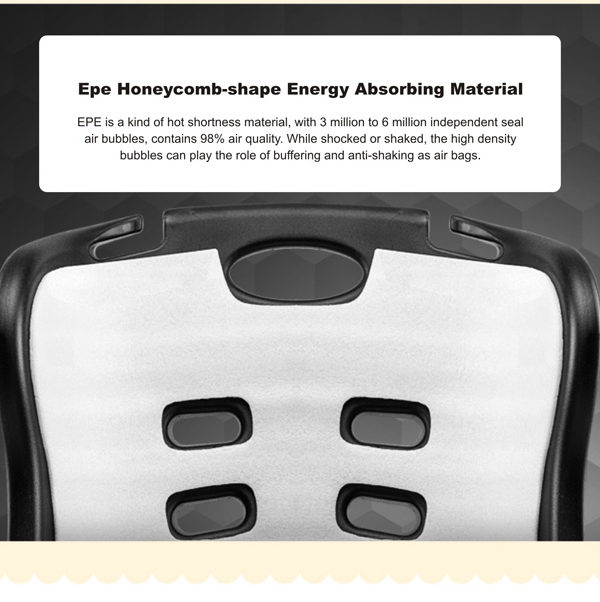 Epe Honeycomb-shape Energy Absorbing Material
EPE is a kind of hot shortness material, with 3 million to 6 million independent seal
air bubbles, contains 98% air quality. While shocked or shaked, the high density
bubbles can play the role of buffering and anti-shaking as air bags.